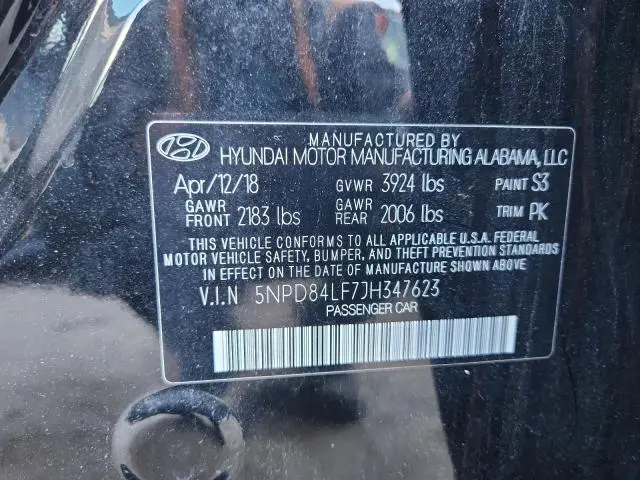 MANUFACTURED BY
HYUNDAI MOTOR MANUFACTURING ALABAMA, LLC
Apr/12/18 GVWR 3924 lbs PAINT S3
GAWR FRONT 2183 lbs GAWR REAR 2006 lbs TRIM PK
THIS VEHICLE CONFORMS TO ALL APPLICABLE U.S.A. FEDERAL
MOTOR VEHICLE SAFETY, BUMPER, AND THEFT PREVENTION STANDARDS
IN EFFECT ON THE DATE OF MANUFACTURE SHOWN ABOVE.
V.I.N 5NPD84LF7JH347623
PASSENGER CAR